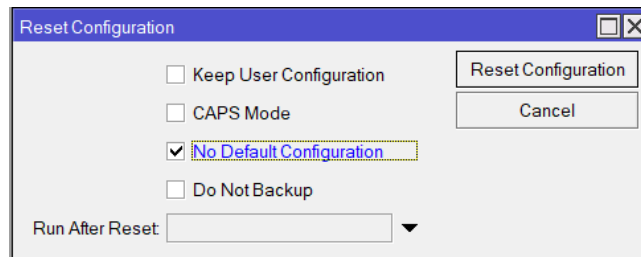 Reset Configuration
Keep User Configuration
Reset Configuration
CAPS Mode
Cancel
No Default Configuration
Do Not Backup
Run After Reset: